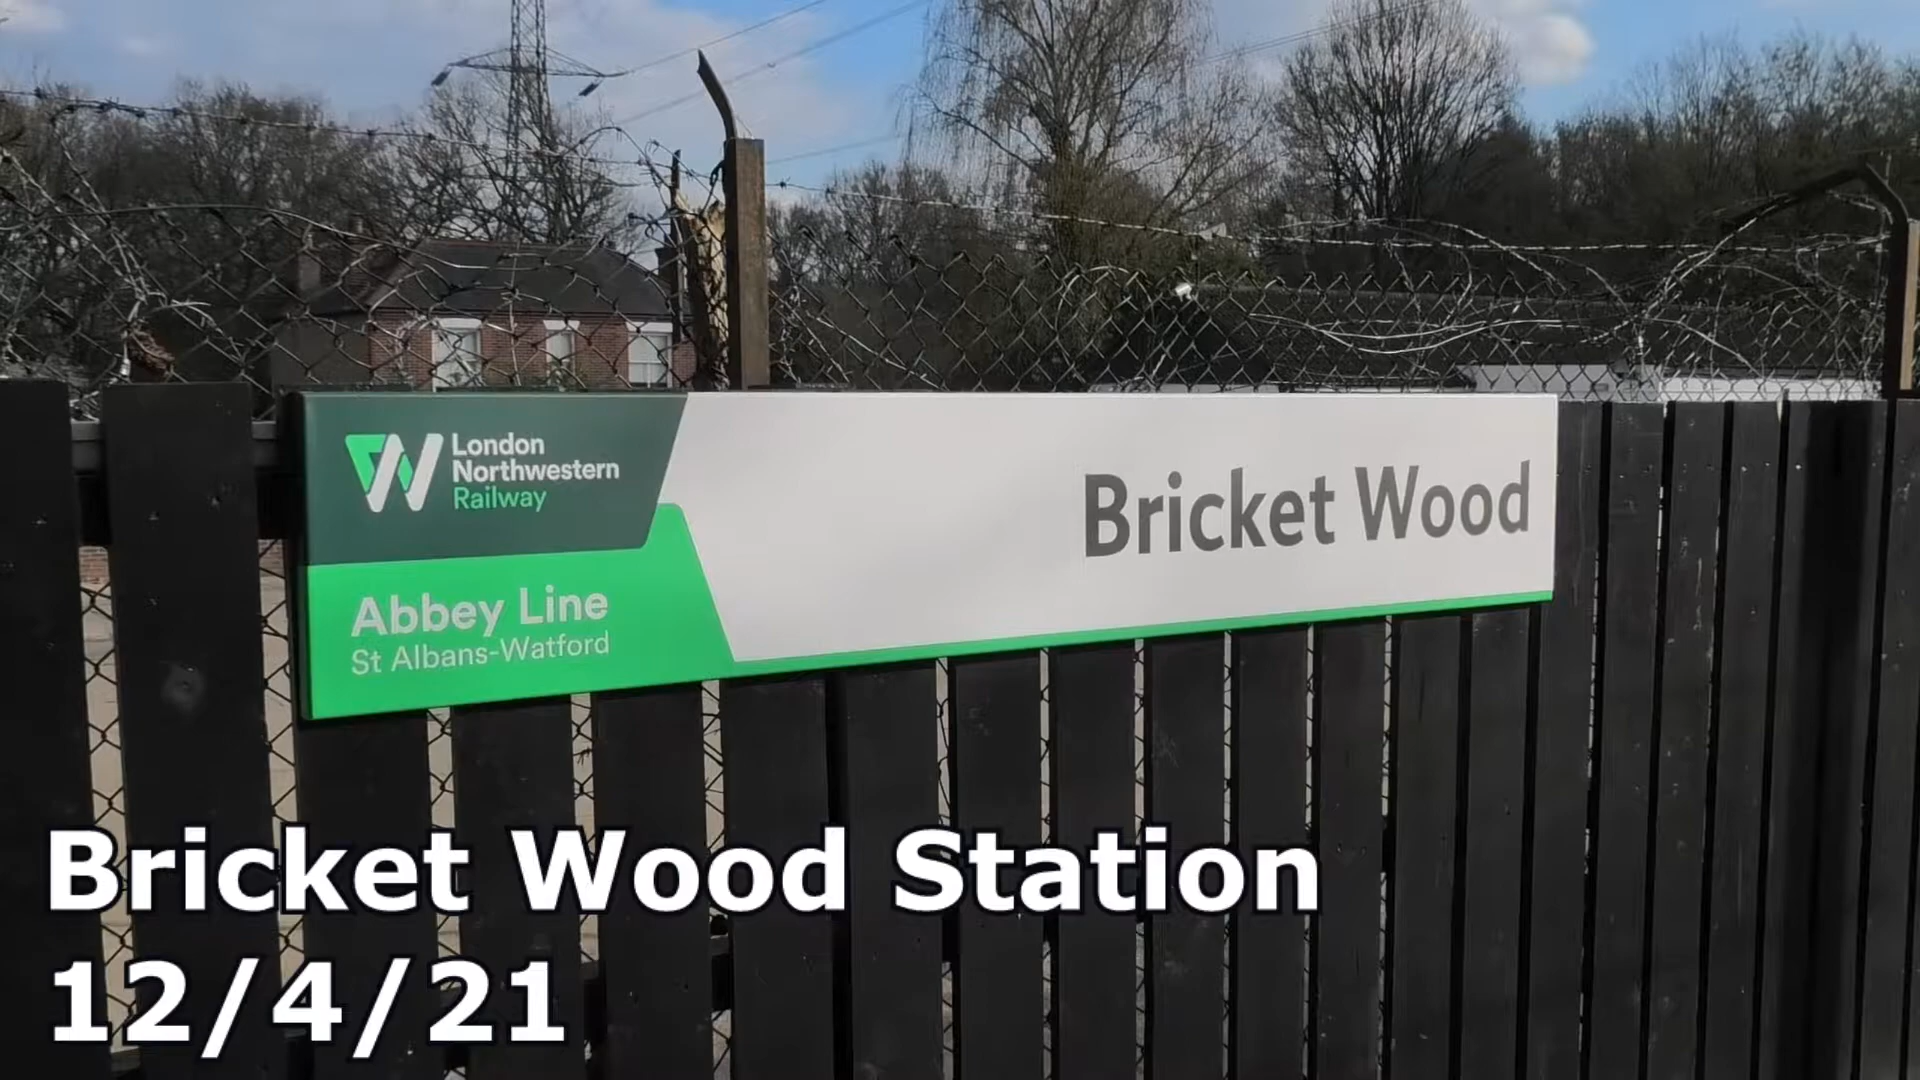 London
Northwestern
Railway
Bricket Wood
Abbey Line
St Albans-Watford
Bricket Wood Station
12/4/21